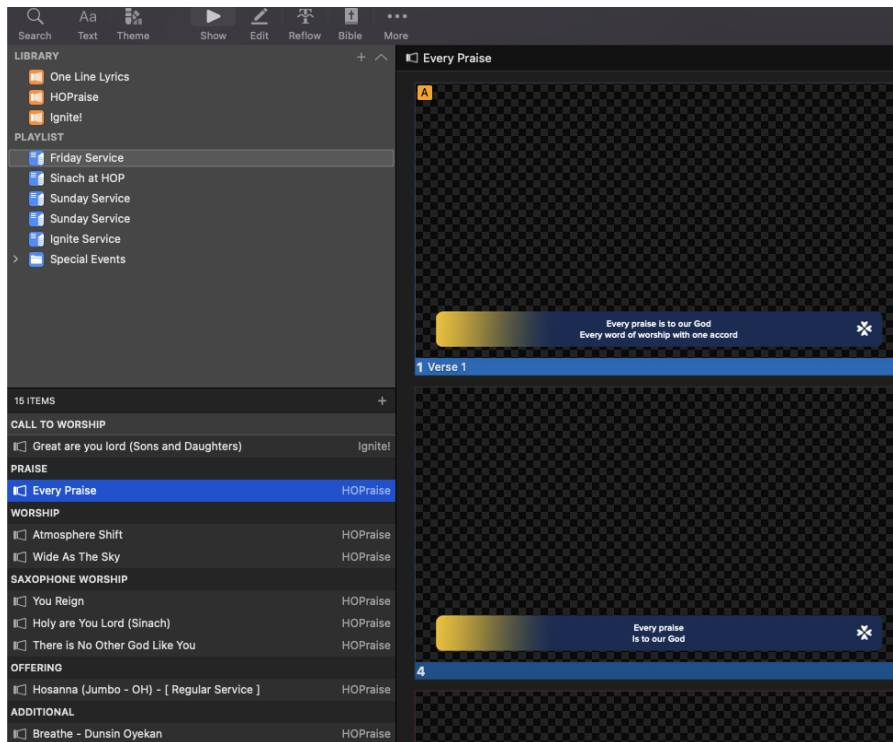 Search Text Theme Show Edit Reflow Bible More
LIBRARY
One Line Lyrics
HOPraise
Ignite!
PLAYLIST
Friday Service
Sinach at HOP
Sunday Service
Sunday Service
Ignite Service
Special Events
15 ITEMS
CALL TO WORSHIP
Great are you lord (Sons and Daughters) Ignite!
PRAISE
Every Praise HOPraise
WORSHIP
Atmosphere Shift HOPraise
Wide As The Sky HOPraise
SAXOPHONE WORSHIP
You Reign HOPraise
Holy are You Lord (Sinach) HOPraise
There is No Other God Like You HOPraise
OFFERING
Hosanna (Jumbo - OH) - [ Regular Service ] HOPraise
ADDITIONAL
Breathe - Dunsin Oyekan HOPraise
Every Praise
A
Every praise is to our God
Every word of worship with one accord
1 Verse 1
Every praise
Is to our God
4